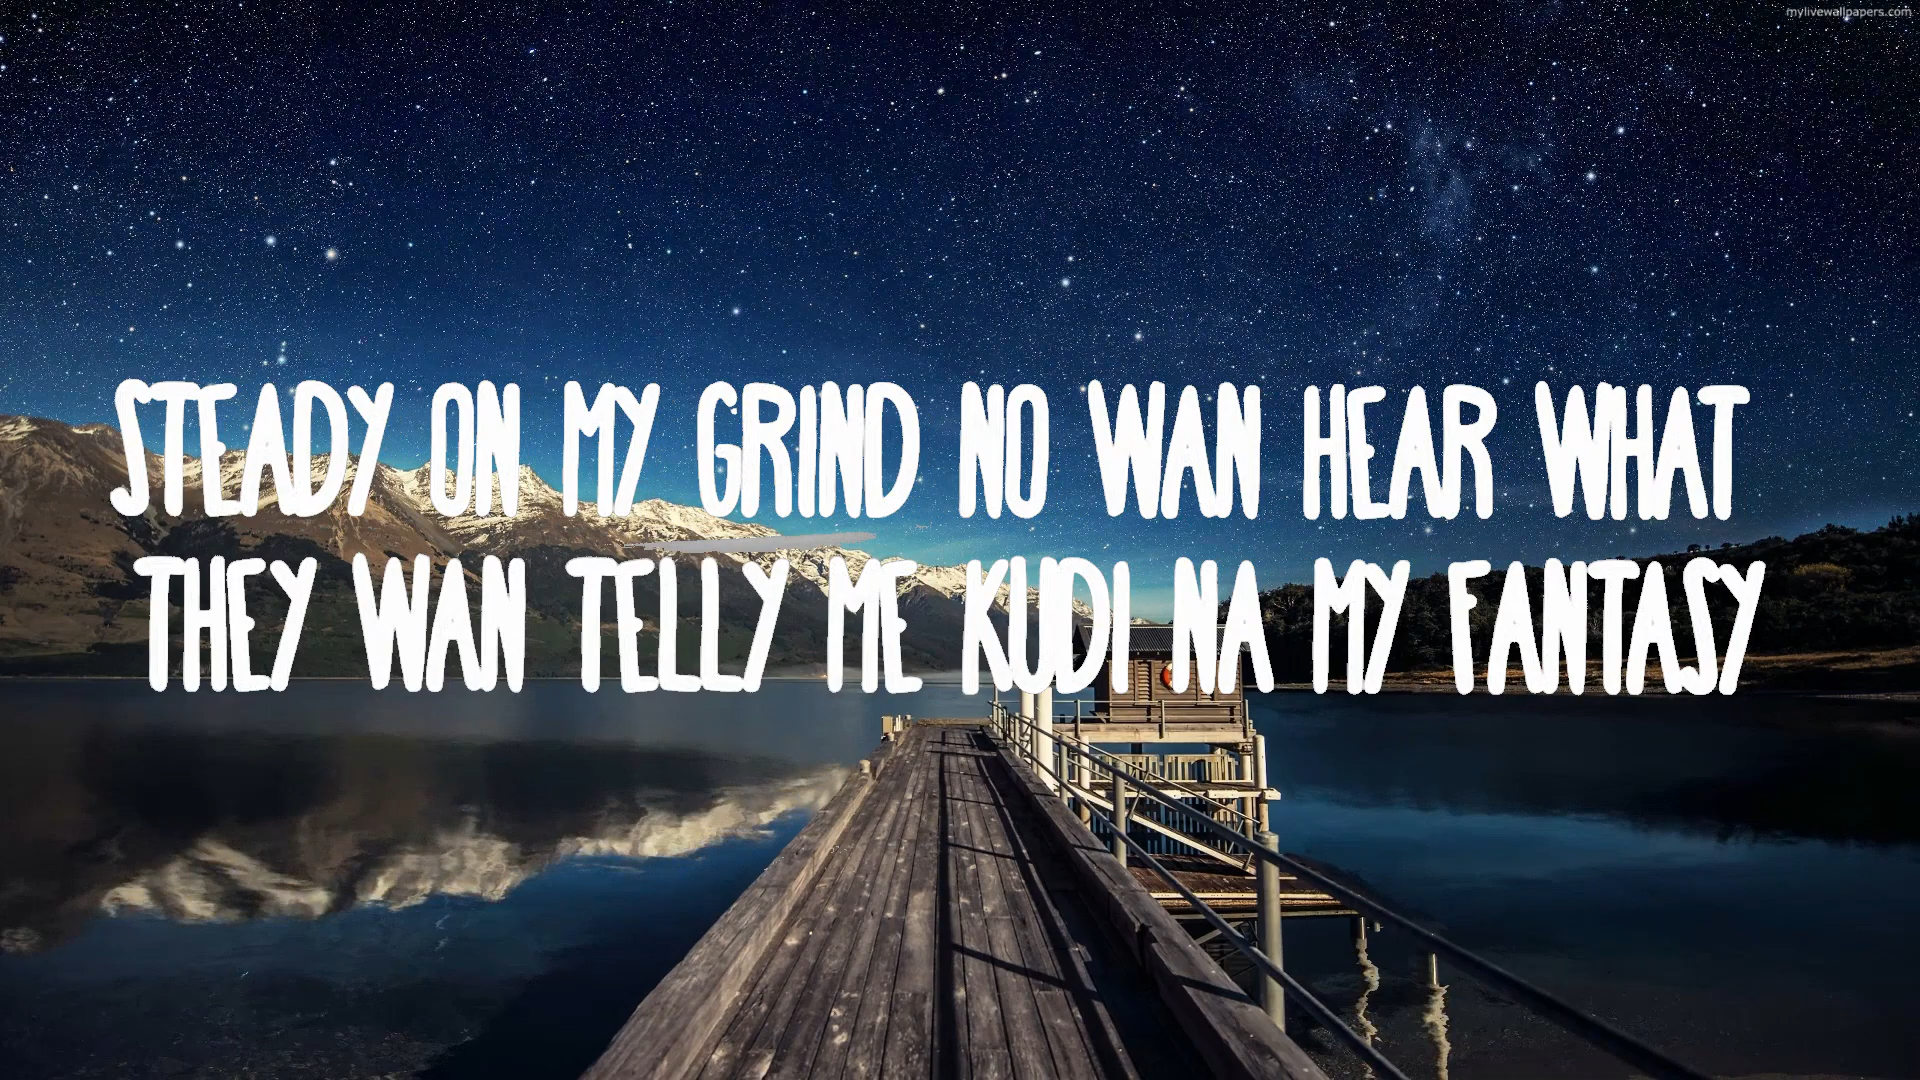 mylivewallpapers.com
STEADY ON MY GRIND NO WAN HEAR WHAT
THEY WAN TELLY ME KUDI NA MY FANTASY